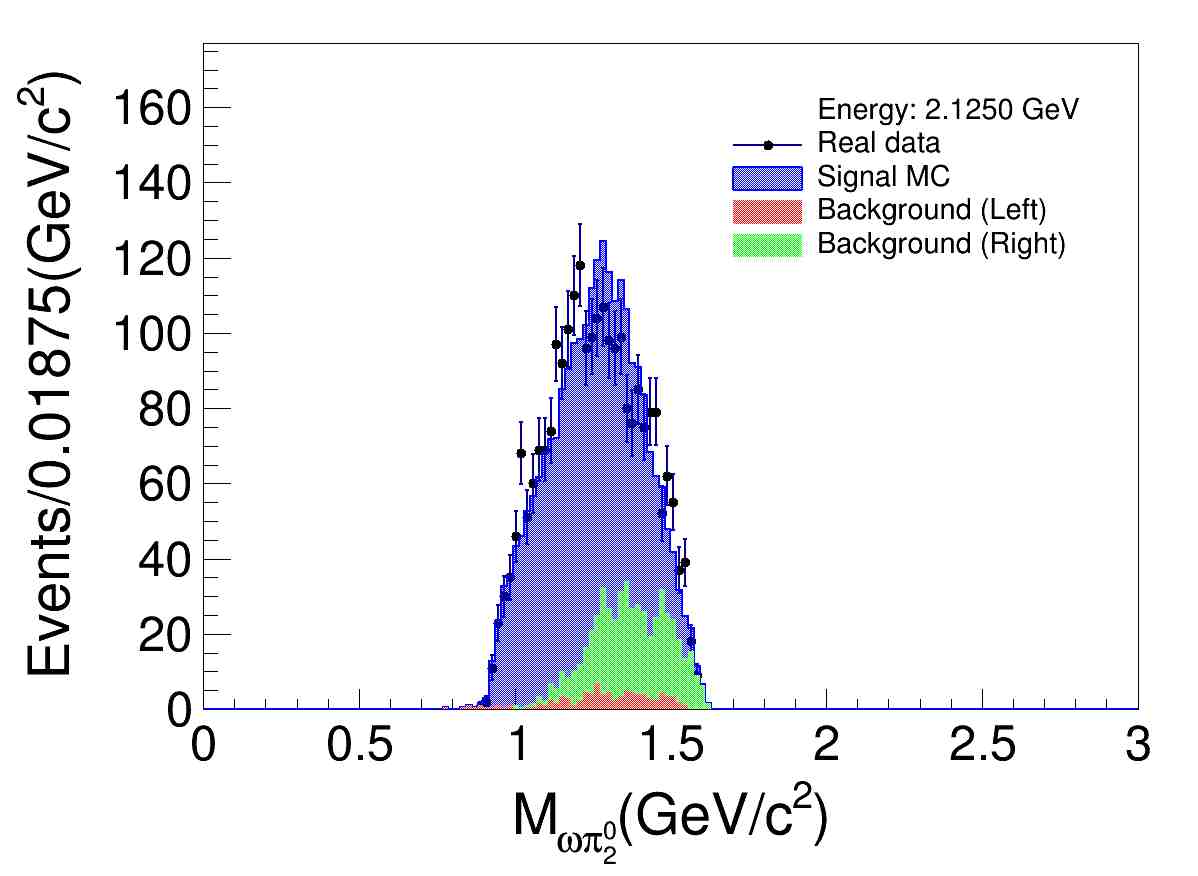 Events/0.01875(GeV/c²)
160
140
120
100
80
60
40
20
0
Energy: 2.1250 GeV
Real data
Signal MC
Background (Left)
Background (Right)
0 0.5 1 1.5 2 2.5 3
M_{ωπ⁰₂}(GeV/c²)